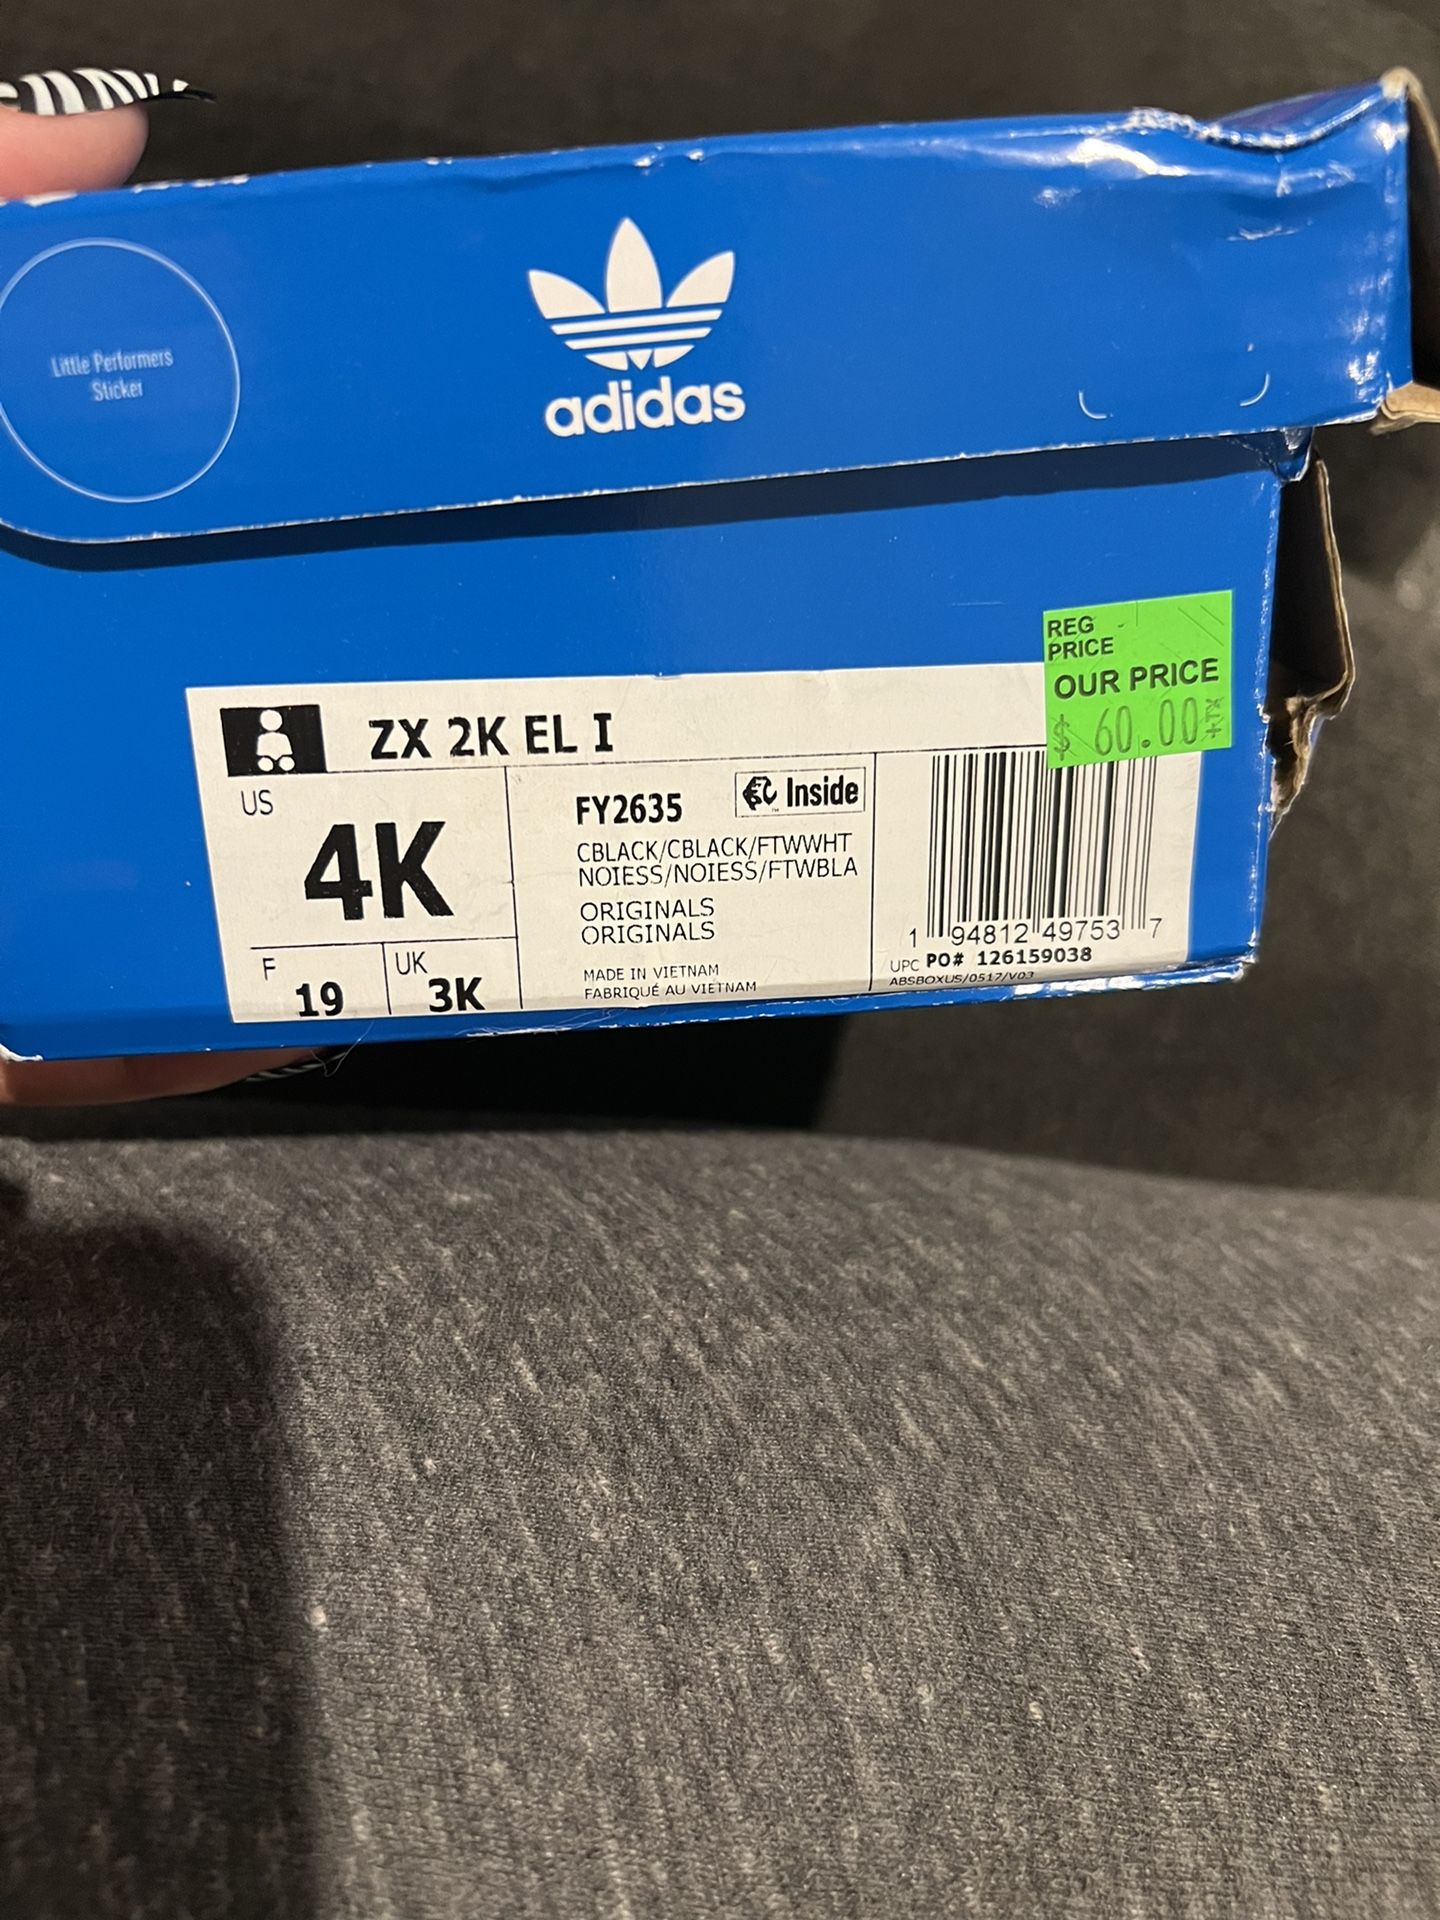 Little Performers
Sticker
adidas
REG
PRICE
OUR PRICE
$ 60.00+TX
ZX 2K EL I
US
4K
F
19
UK
3K
FY2635
Inside
CBLACK/CBLACK/FTWWHT
NOIESS/NOIESS/FTWBLA
ORIGINALS
ORIGINALS
MADE IN VIETNAM
FABRIQUÉ AU VIETNAM
1 94812 49753 7
UPC PO# 126159038
ABSBOXUS/0517/V03